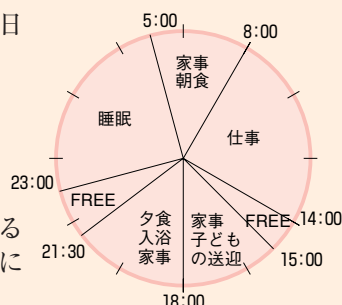 日
5:00
8:00
家事
朝食
睡眠
仕事
23:00
FREE
夕食
入浴
家事
家事
子ども
の送迎
FREE
14:00
る
に
21:30
15:00
18:00